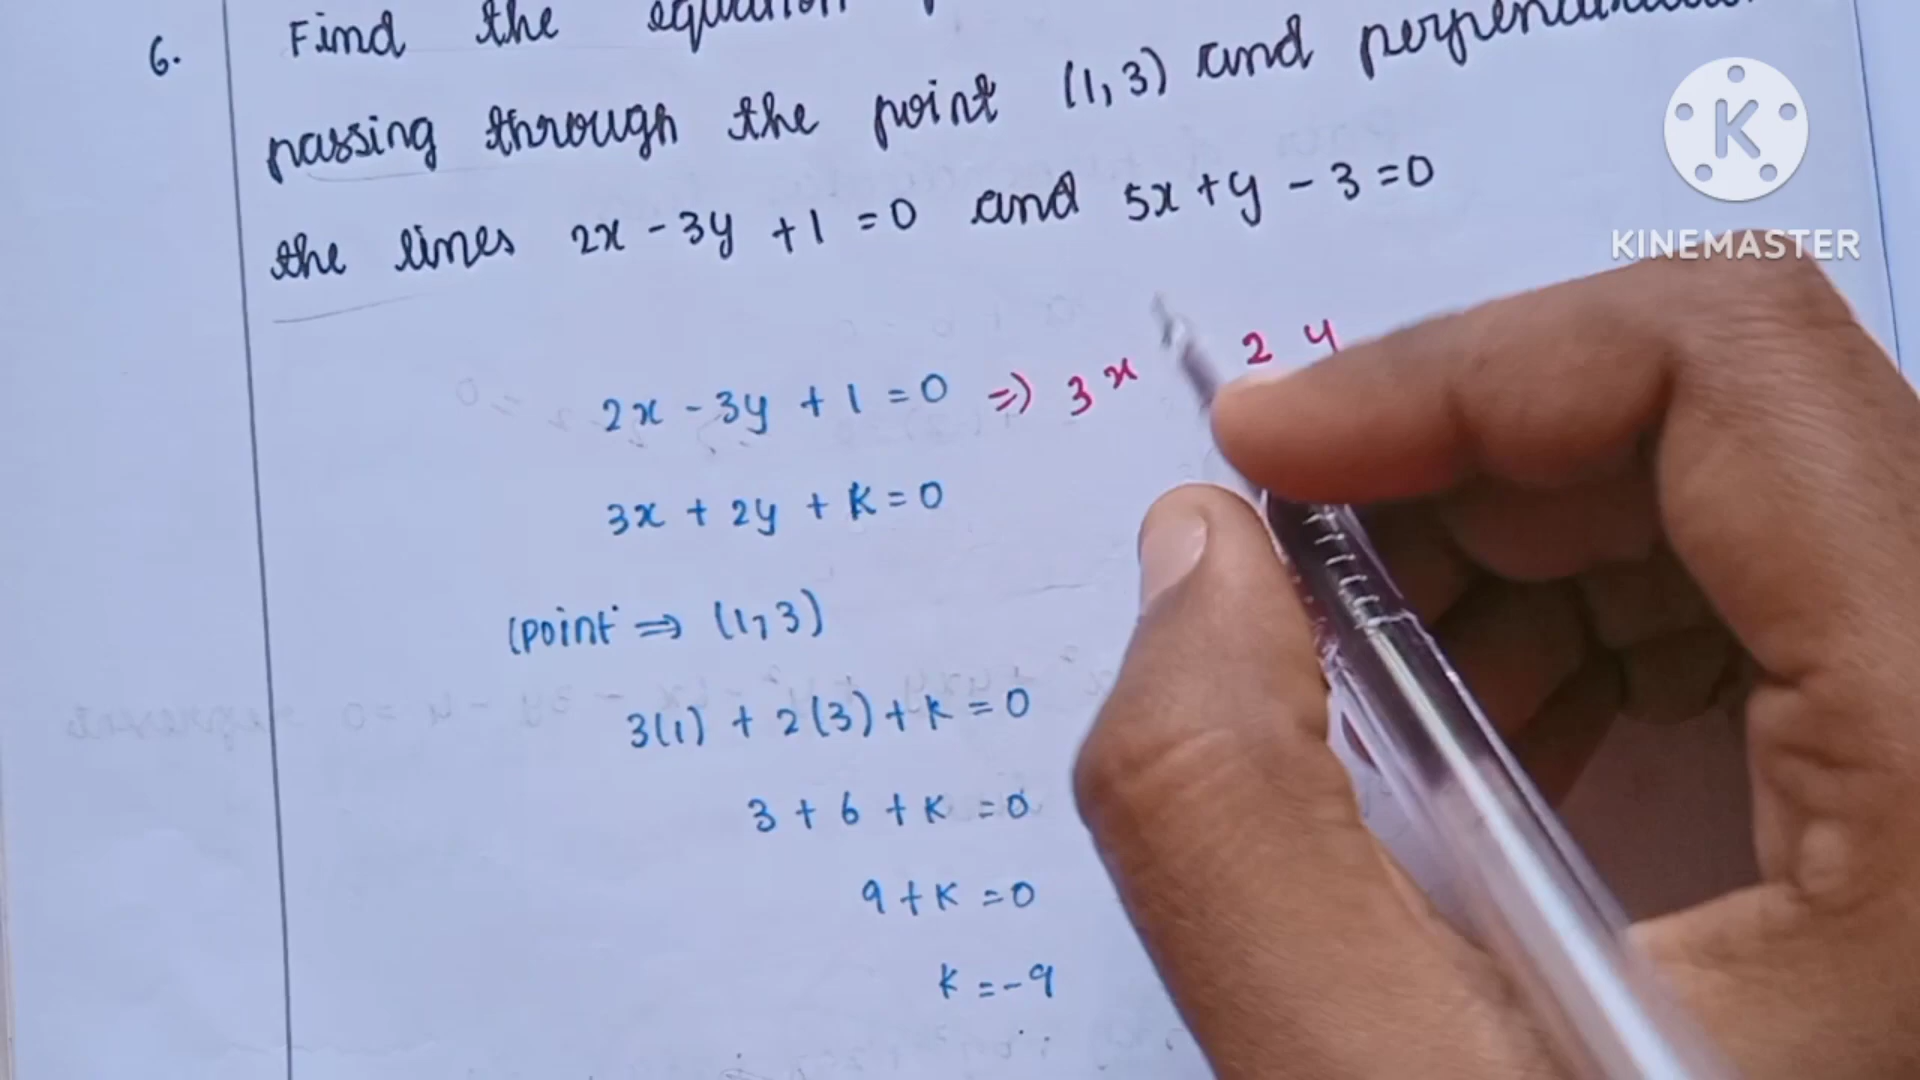 6. Find the equation
passing through the point (1,3) and
the lines 2x - 3y + 1 = 0 and 5x + y - 3 = 0
K
KINEMASTER
2x - 3y + 1 = 0 => 3x 2y
3x + 2y + K = 0
(point => (1,3)
3(1) + 2(3) + K = 0
3 + 6 + K = 0
9 + K = 0
K = -9